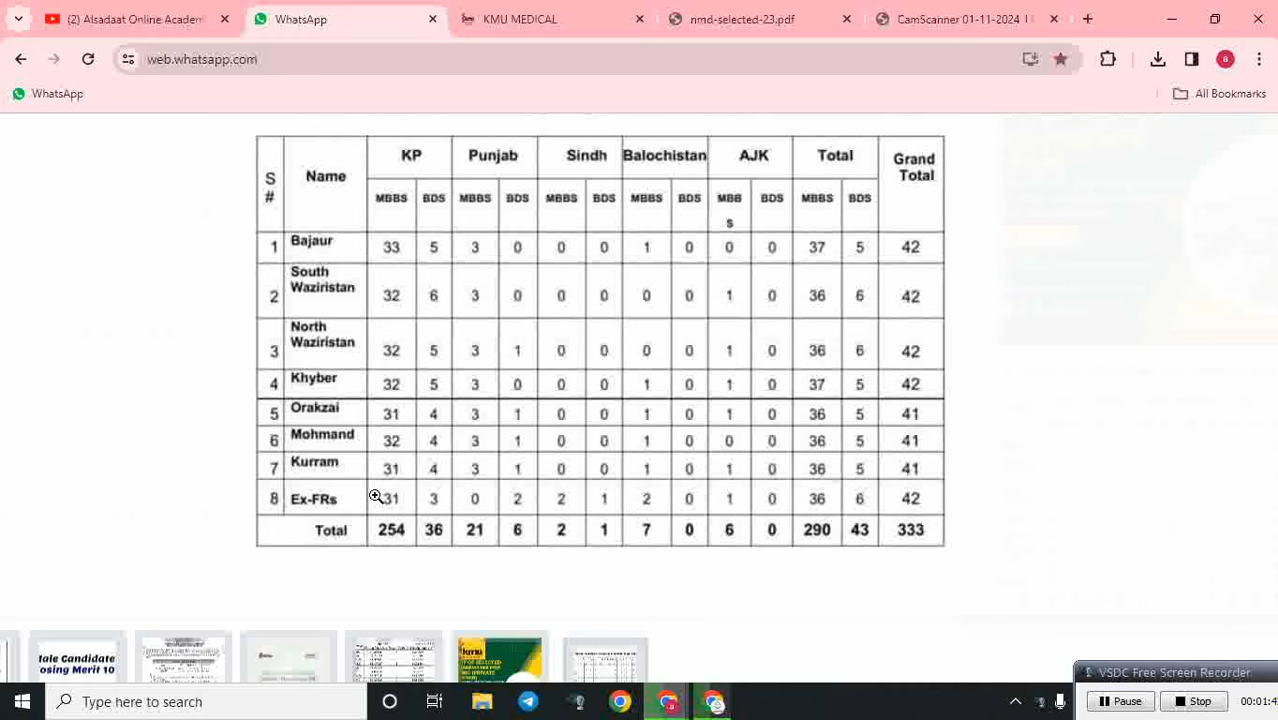 (2) Alsadaat Online Academ
WhatsApp
KMU MEDICAL
nmd-selected-23.pdf
CamScanner 01-11-2024
web.whatsapp.com
a
WhatsApp
All Bookmarks
S # Name KP Punjab Sindh Balochistan AJK Total Grand Total
MBBS BDS MBBS BDS MBBS BDS MBBS BDS MBB S BDS MBBS BDS
1 Bajaur 33 5 3 0 0 0 1 0 0 0 37 5 42
2 South Waziristan 32 6 3 0 0 0 0 0 1 0 36 6 42
3 North Waziristan 32 5 3 1 0 0 0 0 1 0 36 6 42
4 Khyber 32 5 3 0 0 0 1 0 1 0 37 5 42
5 Orakzai 31 4 3 1 0 0 1 0 1 0 36 5 41
6 Mohmand 32 4 3 1 0 0 1 0 0 0 36 5 41
7 Kurram 31 4 3 1 0 0 1 0 1 0 36 5 41
8 Ex-FRs 31 3 0 2 2 1 2 0 1 0 36 6 42
Total 254 36 21 6 2 1 7 0 6 0 290 43 333
ale Candidate
osing Merit 10
kmu
VSDC Free Screen Recorder
Pause Stop 00:01:4
Type here to search